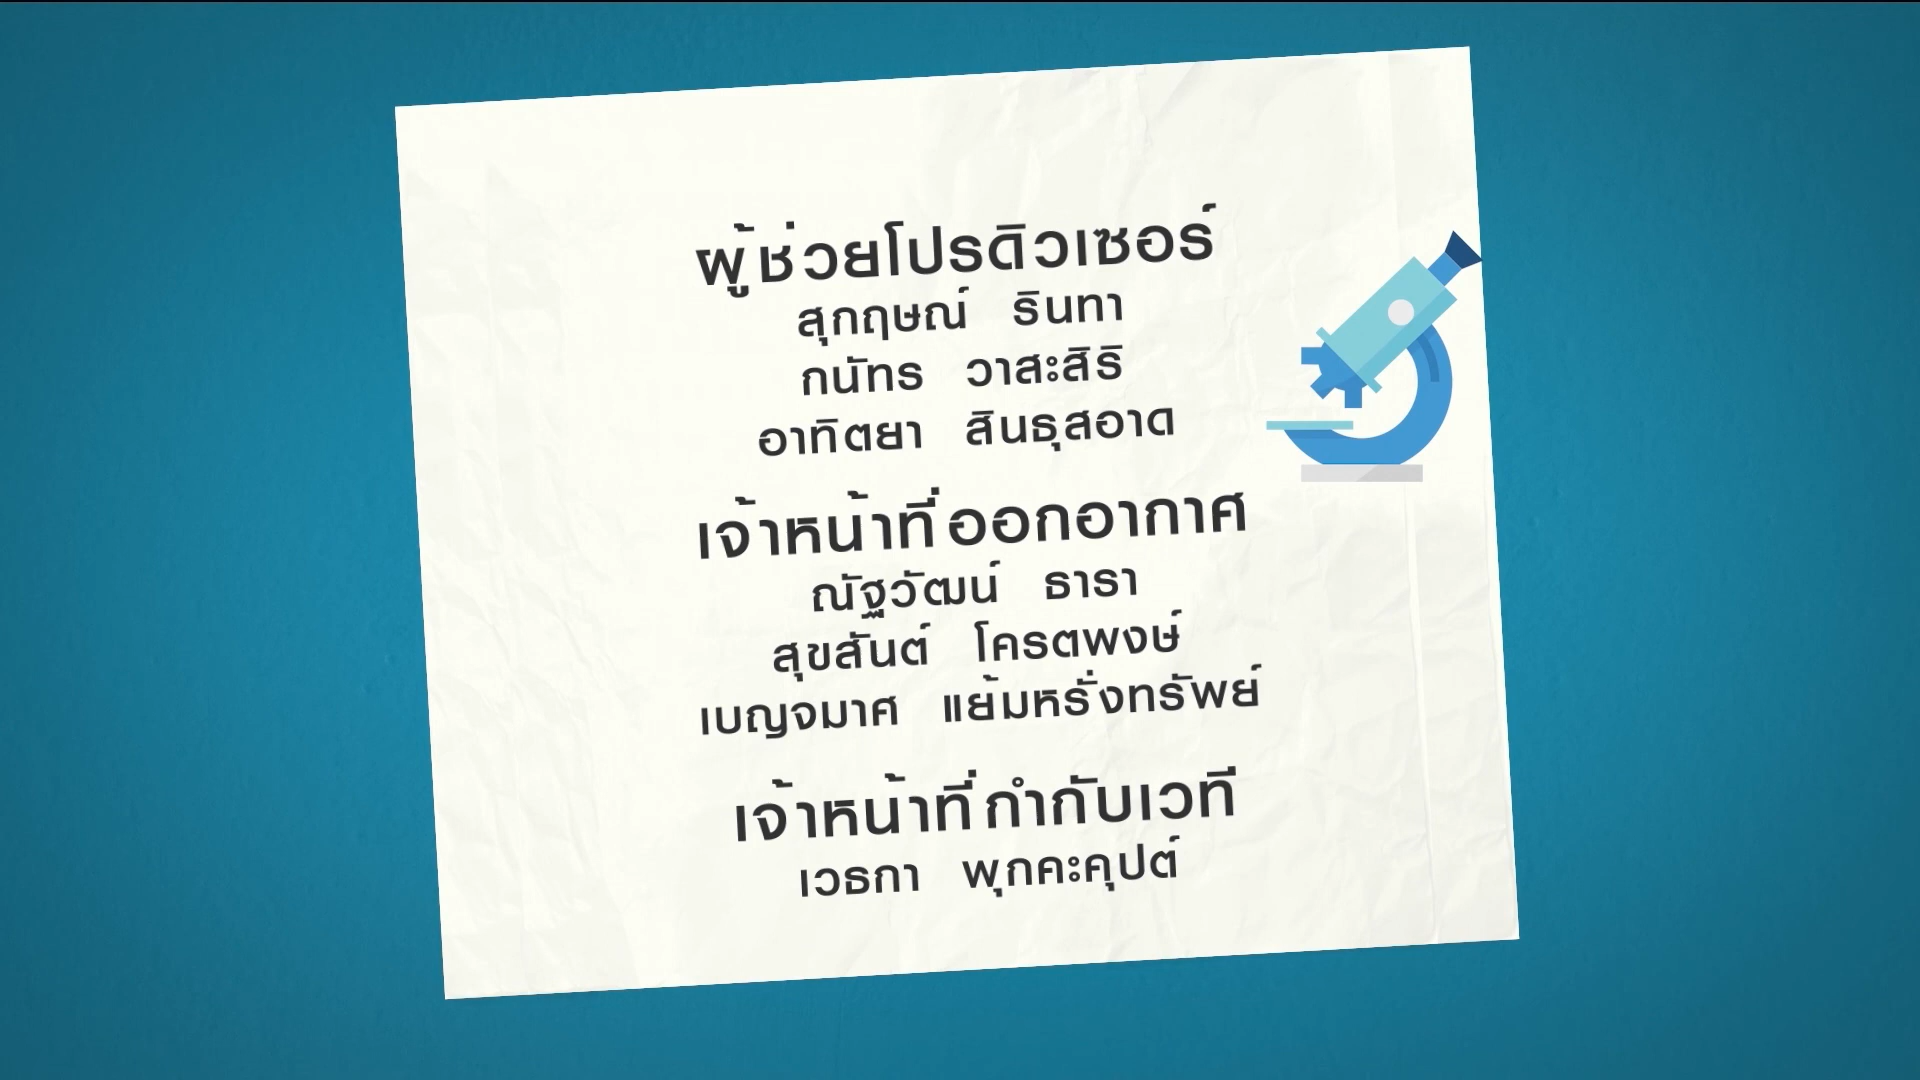 ผู้ช่วยโปรดิวเซอร์
สุกฤษณ์ รินทา
กนัทร วาสะสิริ
อาทิตยา สินธุสอาด
เจ้าหน้าที่ออกอากาศ
ณัฐวัฒน์ ธารา
สุขสันต์ โครตพงษ์
เบญจมาศ แย้มหรั่งทรัพย์
เจ้าหน้าที่กำกับเวที
เวธกา พุกคะคุปต์